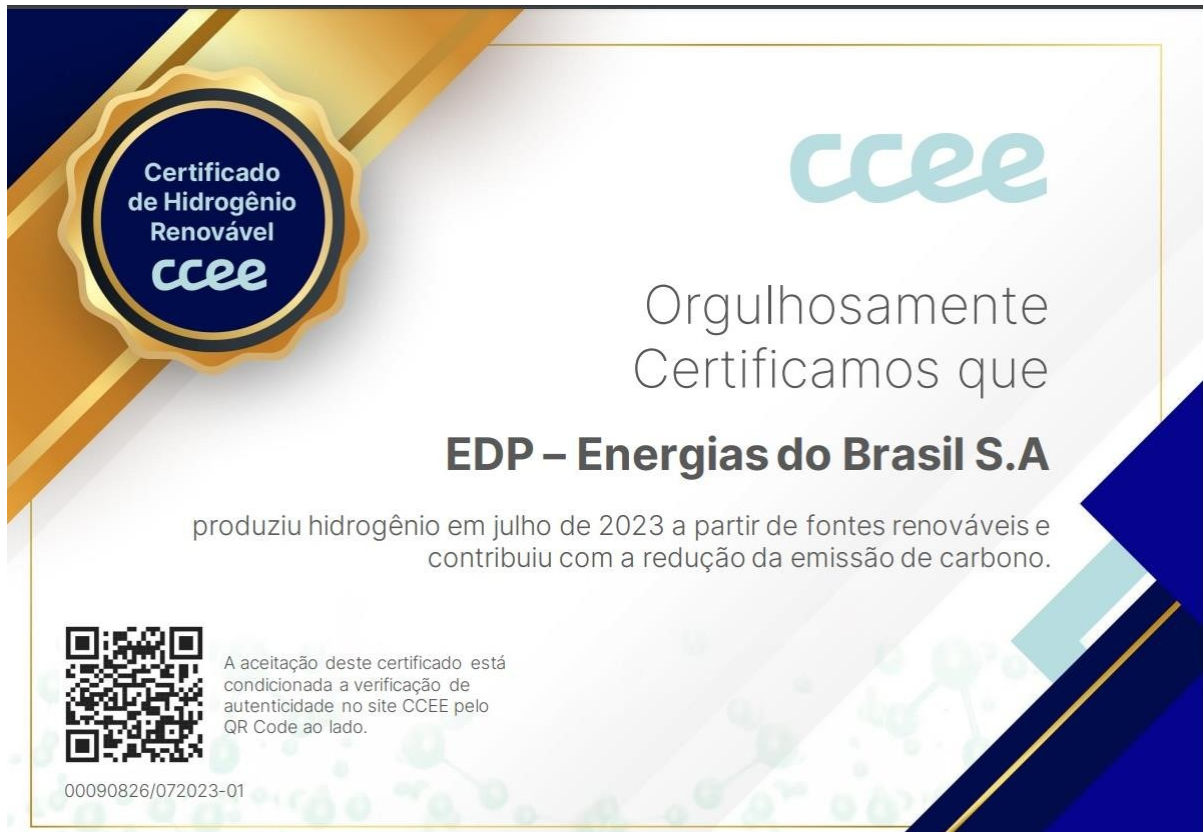 Certificado
de Hidrogênio
Renovável
ccee
ccee
Orgulhosamente
Certificamos que
EDP – Energias do Brasil S.A
produziu hidrogênio em julho de 2023 a partir de fontes renováveis e
contribuiu com a redução da emissão de carbono.
A aceitação deste certificado está
condicionada a verificação de
autenticidade no site CCEE pelo
QR Code ao lado.
00090826/072023-01